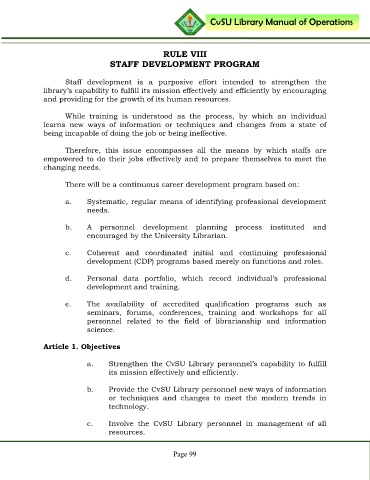 CvSU Library Manual of Operations
RULE VIII
STAFF DEVELOPMENT PROGRAM
Staff development is a purposive effort intended to strengthen the
library's capability to fulfill its mission effectively and efficiently by encouraging
and providing for the growth of its human resources.
While training is understood as the process, by which an individual
learns new ways of information or techniques and changes from a state of
being incapable of doing the job or being ineffective.
Therefore, this issue encompasses all the means by which staffs are
empowered to do their jobs effectively and to prepare themselves to meet the
changing needs.
There will be a continuous career development program based on:
a. Systematic, regular means of identifying professional development
needs.
b. A personnel development planning process instituted and
encouraged by the University Librarian.
c. Coherent and coordinated initial and continuing professional
development (CDP) programs based merely on functions and roles.
d. Personal data portfolio, which record individual's professional
development and training.
e. The availability of accredited qualification programs such as
seminars, forums, conferences, training and workshops for all
personnel related to the field of librarianship and information
science.
Article 1. Objectives
a. Strengthen the CvSU Library personnel's capability to fulfill
its mission effectively and efficiently.
b. Provide the CvSU Library personnel new ways of information
or techniques and changes to meet the modern trends in
technology.
c. Involve the CvSU Library personnel in management of all
resources.
Page 99